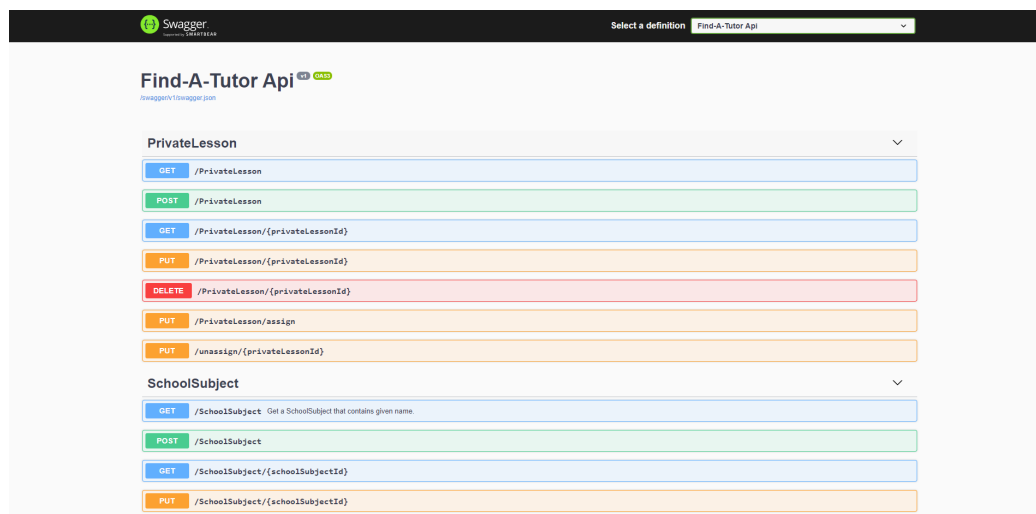 Swagger.
Supported by SMARTBEAR
Select a definition Find-A-Tutor Api
Find-A-Tutor Api v1 OAS3
/swagger/v1/swagger.json
PrivateLesson
GET /PrivateLesson
POST /PrivateLesson
GET /PrivateLesson/{privateLessonId}
PUT /PrivateLesson/{privateLessonId}
DELETE /PrivateLesson/{privateLessonId}
PUT /PrivateLesson/assign
PUT /unassign/{privateLessonId}
SchoolSubject
GET /SchoolSubject Get a SchoolSubject that contains given name.
POST /SchoolSubject
GET /SchoolSubject/{schoolSubjectId}
PUT /SchoolSubject/{schoolSubjectId}